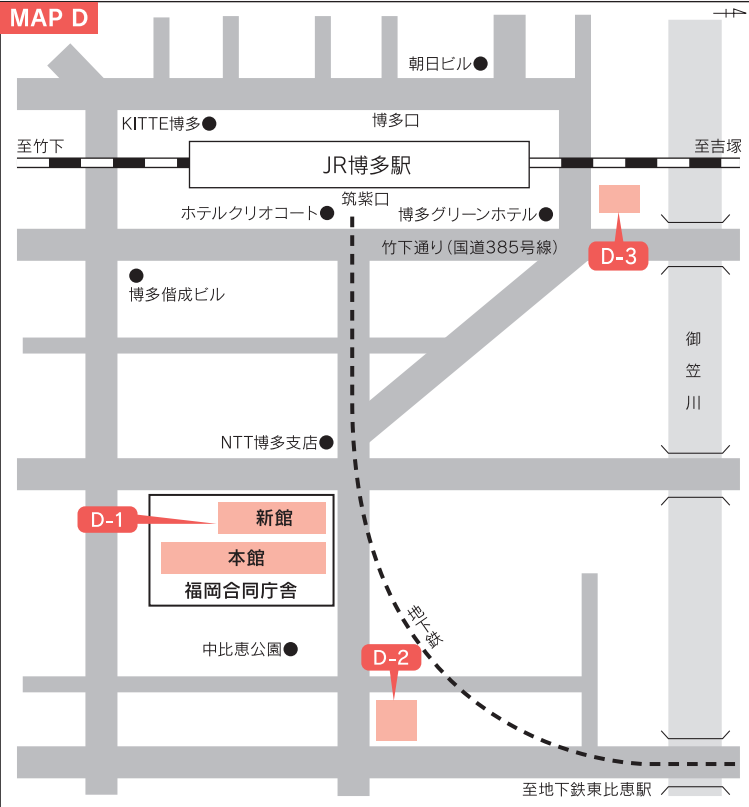 MAP D
朝日ビル
KITTE博多
博多口
至竹下
至吉塚
JR博多駅
筑紫口
ホテルクリオコート
博多グリーンホテル
竹下通り(国道385号線)
D-3
博多偕成ビル
御笠川
NTT博多支店
D-1
新館
本館
福岡合同庁舎
地下鉄
中比恵公園
D-2
至地下鉄東比恵駅